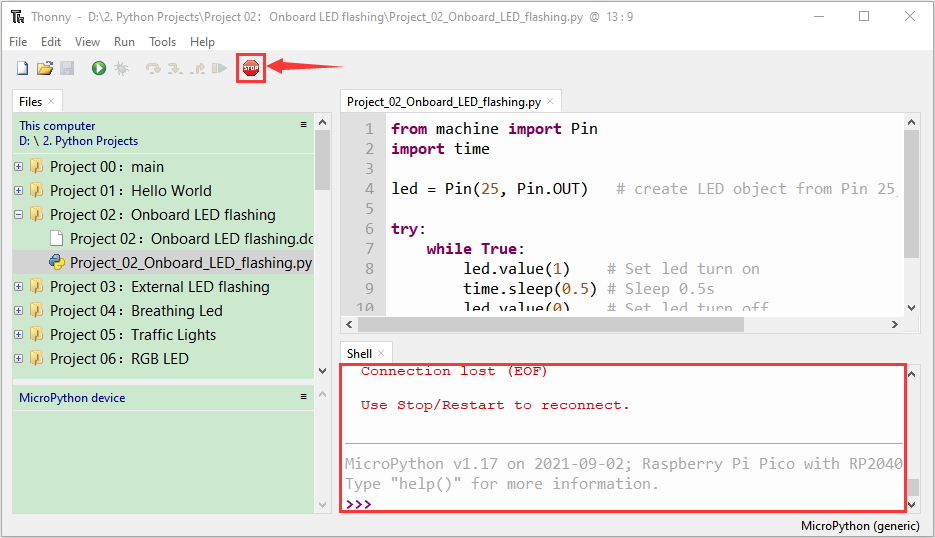 Thonny - D:\2. Python Projects\Project 02：Onboard LED flashing\Project_02_Onboard_LED_flashing.py @ 13 : 9
File Edit View Run Tools Help
STOP
Files
This computer
D: \ 2. Python Projects
Project 00：main
Project 01：Hello World
Project 02：Onboard LED flashing
Project 02：Onboard LED flashing.dc
Project_02_Onboard_LED_flashing.py
Project 03：External LED flashing
Project 04：Breathing Led
Project 05：Traffic Lights
Project 06：RGB LED
MicroPython device
Project_02_Onboard_LED_flashing.py
1 from machine import Pin
2 import time
3
4 led = Pin(25, Pin.OUT) # create LED object from Pin 25,
5
6 try:
7 while True:
8 led.value(1) # Set led turn on
9 time.sleep(0.5) # Sleep 0.5s
10 led.value(0) # Set led turn off
Shell
Connection lost (EOF)
Use Stop/Restart to reconnect.
MicroPython v1.17 on 2021-09-02; Raspberry Pi Pico with RP2040
Type "help()" for more information.
>>>
MicroPython (generic)